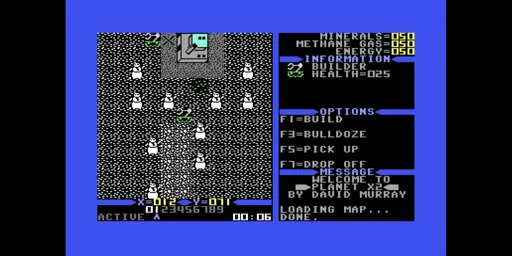 MINERALS=050
METHANE GAS=050
ENERGY=050
INFORMATION
BUILDER
HEALTH=025
OPTIONS
F1=BUILD
F3=BULLDOZE
F5=PICK UP
F7=DROP OFF
MESSAGE
WELCOME TO
PLANET X2
BY DAVID MURRAY
LOADING MAP...
DONE.
X=012 Y=071
0123456789
ACTIVE 00:06